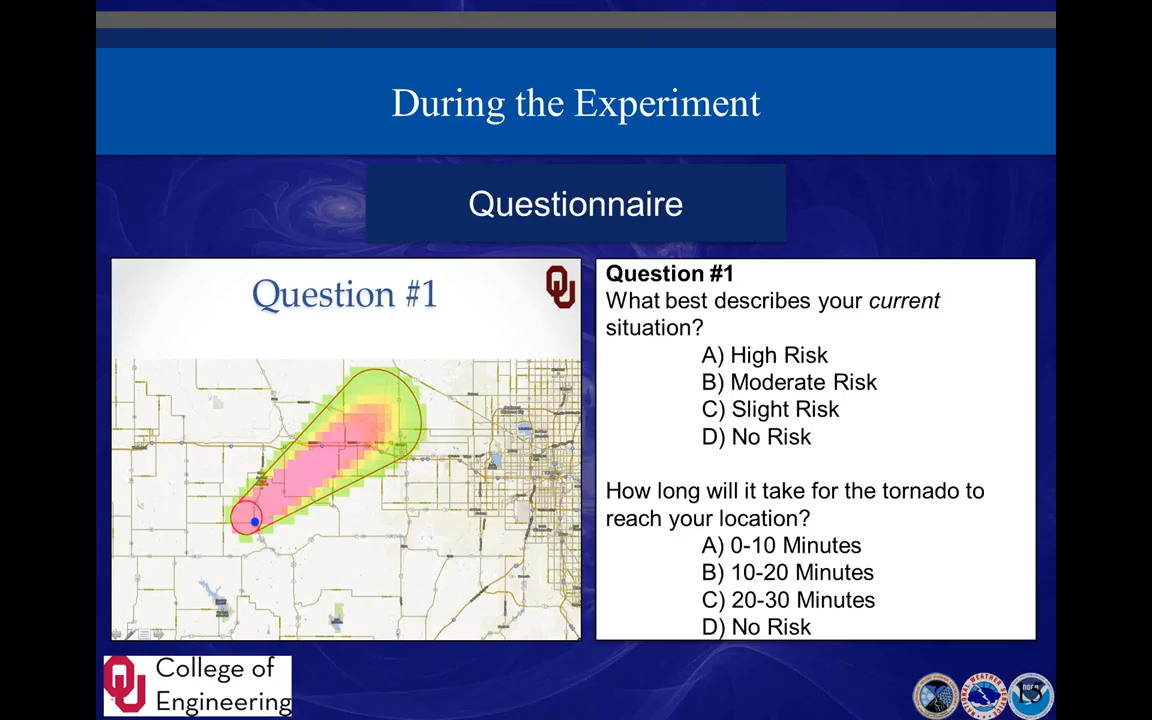 During the Experiment
Questionnaire
Question #1
OU
Question #1
What best describes your current
situation?
A) High Risk
B) Moderate Risk
C) Slight Risk
D) No Risk
How long will it take for the tornado to
reach your location?
A) 0-10 Minutes
B) 10-20 Minutes
C) 20-30 Minutes
D) No Risk
OU
College of
Engineering